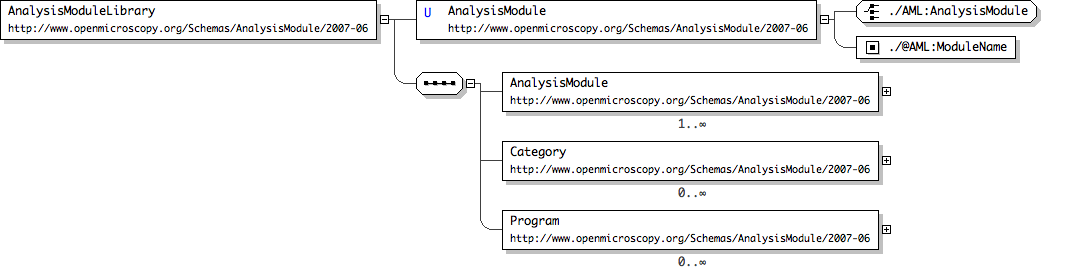 AnalysisModuleLibrary
http://www.openmicroscopy.org/Schemas/AnalysisModule/2007-06
U AnalysisModule
http://www.openmicroscopy.org/Schemas/AnalysisModule/2007-06
./AML:AnalysisModule
./@AML:ModuleName
AnalysisModule
http://www.openmicroscopy.org/Schemas/AnalysisModule/2007-06
1..∞
Category
http://www.openmicroscopy.org/Schemas/AnalysisModule/2007-06
0..∞
Program
http://www.openmicroscopy.org/Schemas/AnalysisModule/2007-06
0..∞